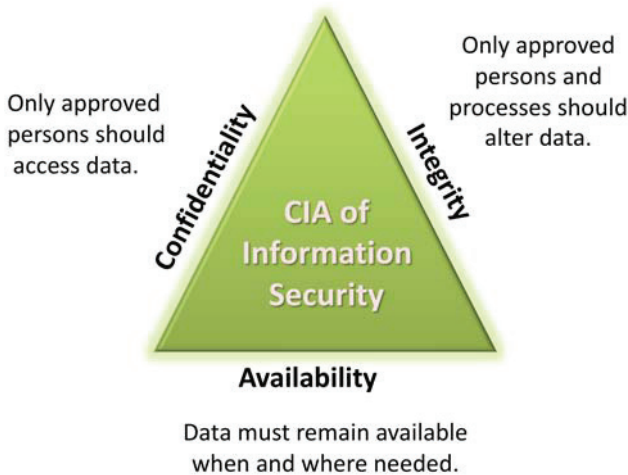 Only approved
persons should
access data.
Confidentiality
Only approved
persons and
processes should
alter data.
Integrity
CIA of
Information
Security
Availability
Data must remain available
when and where needed.